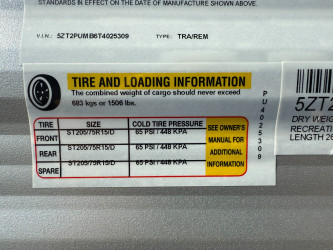 STANDARDS IN EFFECT ON THE DATE OF MANUFACTURE SHOWN ABOVE.
V.I.N.: 5ZT2PUMB6T4025309 TYPE: TRA/REM
TIRE AND LOADING INFORMATION
The combined weight of cargo should never exceed
683 kgs or 1506 lbs.
TIRE SIZE COLD TIRE PRESSURE SEE OWNER'S MANUAL FOR ADDITIONAL INFORMATION
FRONT ST205/75R15/D 65 PSI / 448 KPA
REAR ST205/75R15/D 65 PSI / 448 KPA
SPARE ST205/75R15/D 65 PSI / 448 KPA
PU4025309
5ZT2
DRY WEIG
RECREATI
LENGTH 26